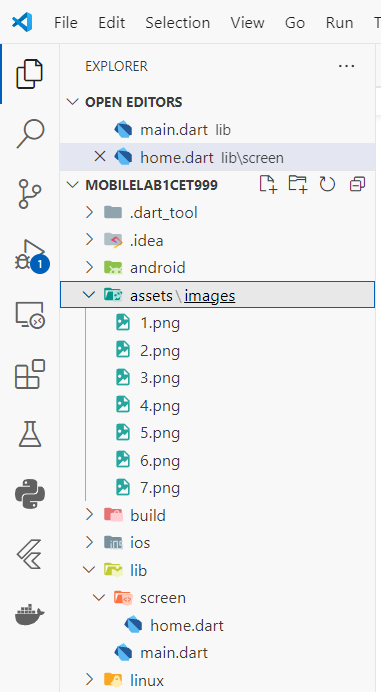 File Edit Selection View Go Run T
EXPLORER
OPEN EDITORS
main.dart lib
home.dart lib\screen
MOBILELAB1CET999
.dart_tool
.idea
android
1
assets\images
1.png
2.png
3.png
4.png
5.png
6.png
7.png
build
ios
lib
screen
home.dart
main.dart
linux